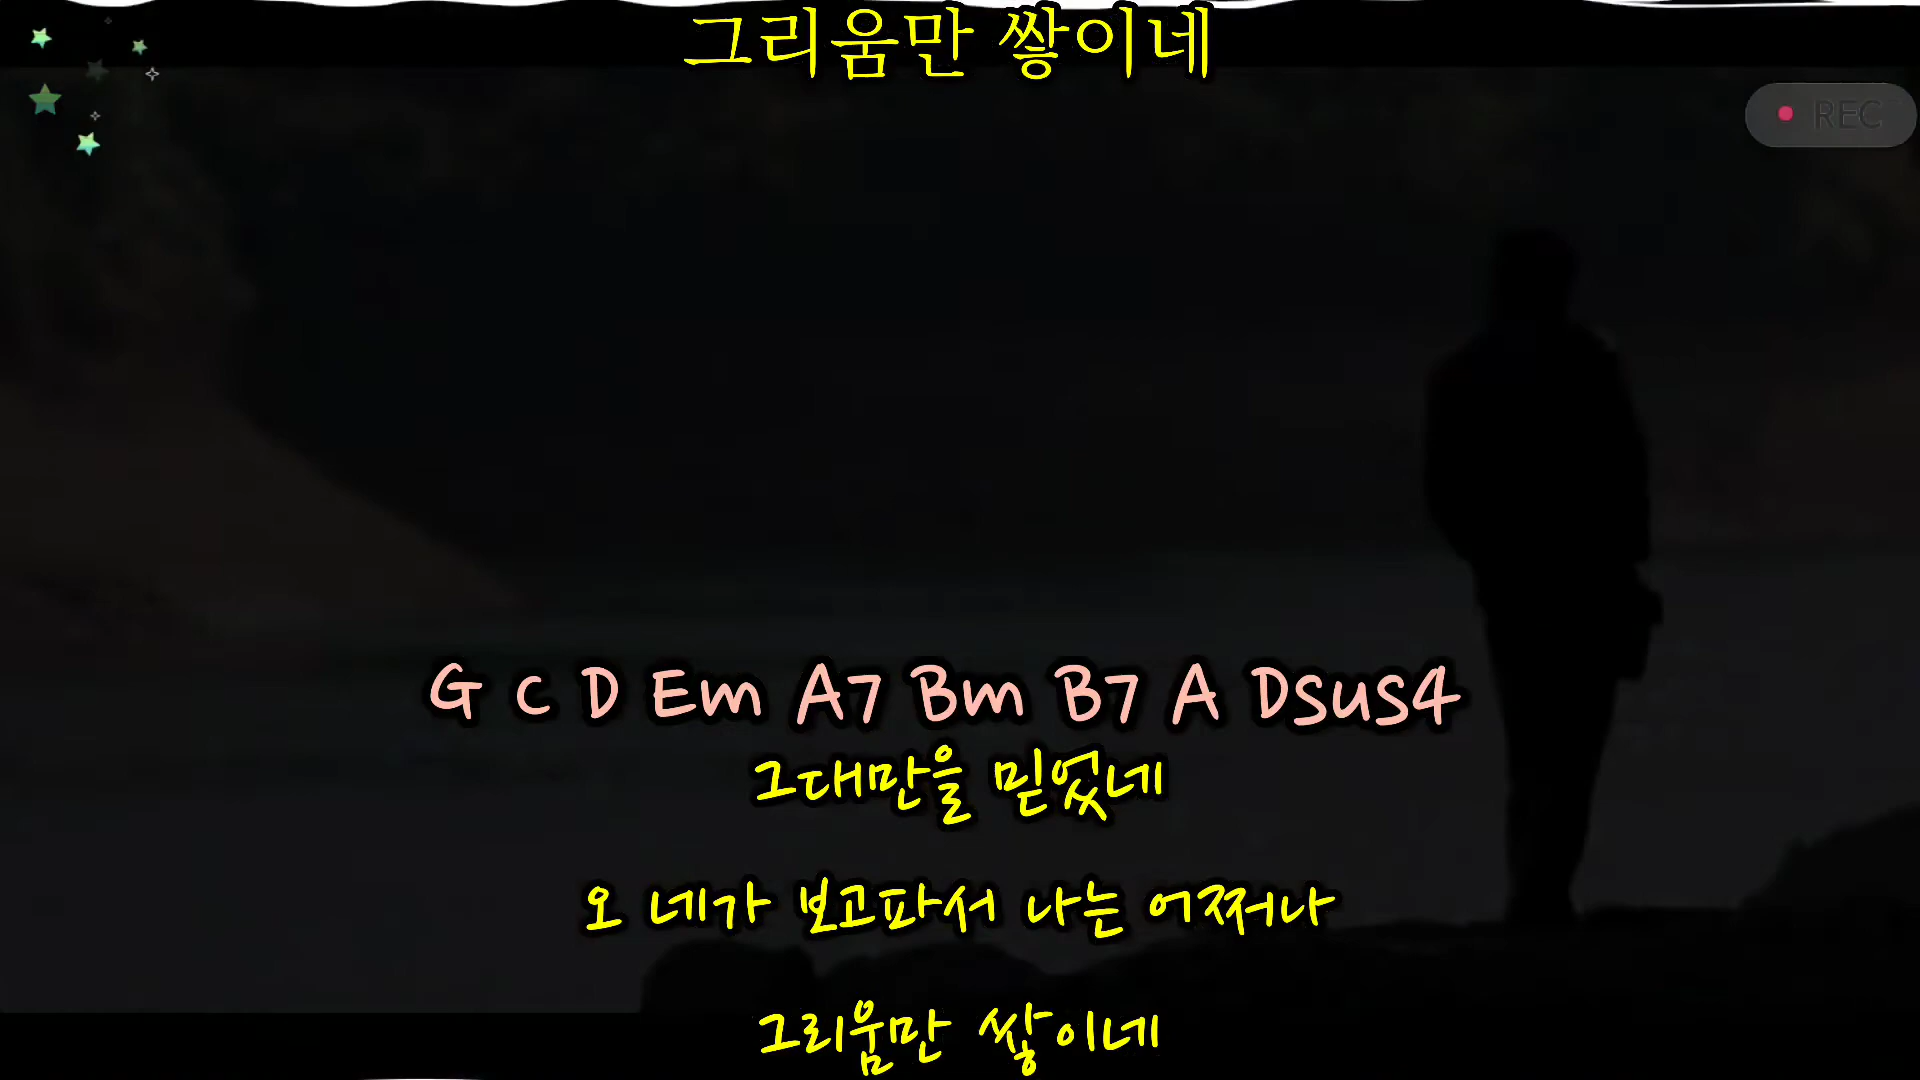 그리움만 쌓이네
REC
G C D Em A7 Bm B7 A Dsus4
그대만을 믿었네
오 네가 보고파서 나는 어쩌나
그리움만 쌓이네